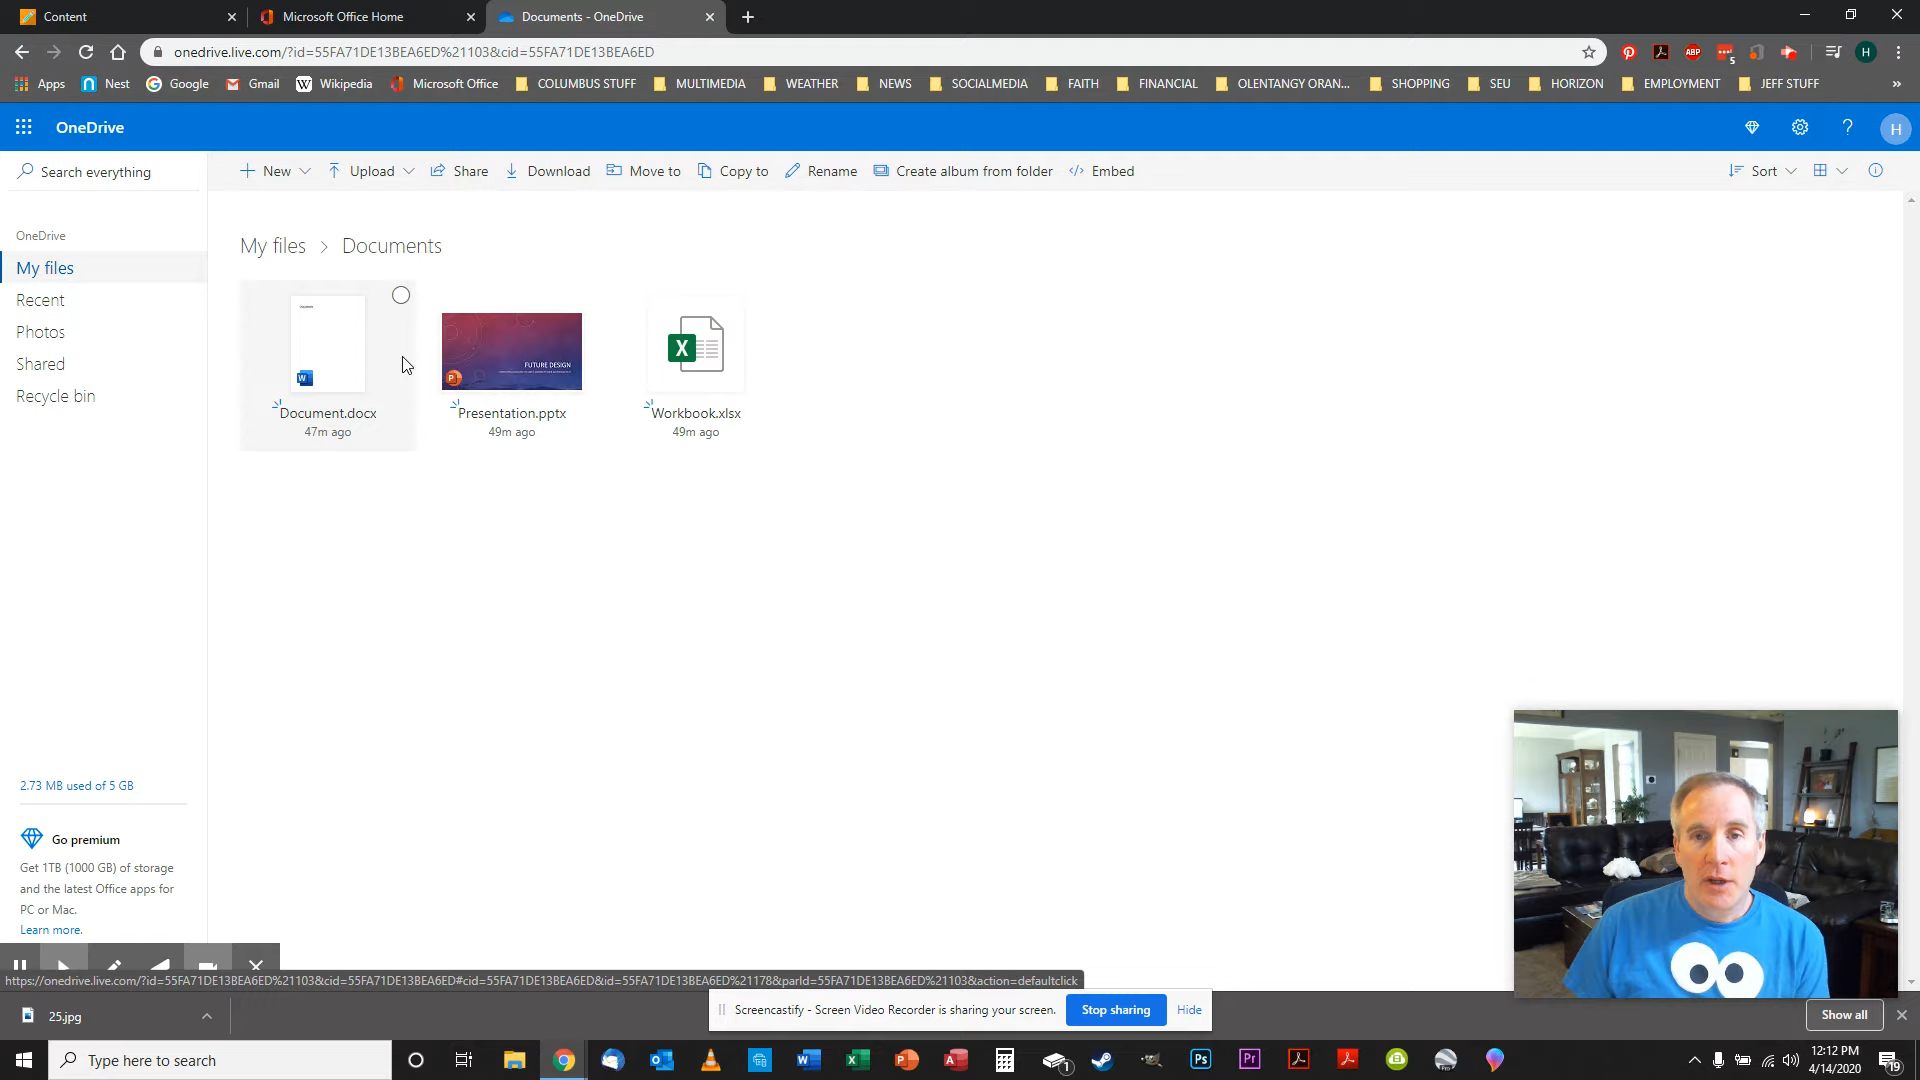 Content
Microsoft Office Home
Documents - OneDrive
onedrive.live.com/?id=55FA71DE13BEA6ED%21103&cid=55FA71DE13BEA6ED
ABP
5
H
Apps
Nest
Google
Gmail
Wikipedia
Microsoft Office
COLUMBUS STUFF
MULTIMEDIA
WEATHER
NEWS
SOCIALMEDIA
FAITH
FINANCIAL
OLENTANGY ORAN...
SHOPPING
SEU
HORIZON
EMPLOYMENT
JEFF STUFF
»
OneDrive
?
H
Search everything
New
Upload
Share
Download
Move to
Copy to
Rename
Create album from folder
Embed
Sort
OneDrive
My files
Recent
Photos
Shared
Recycle bin
My files > Documents
FUTURE DESIGN
Document.docx
47m ago
Presentation.pptx
49m ago
Workbook.xlsx
49m ago
2.73 MB used of 5 GB
Go premium
Get 1TB (1000 GB) of storage
and the latest Office apps for
PC or Mac.
Learn more.
https://onedrive.live.com/?id=55FA71DE13BEA6ED%21103&cid=55FA71DE13BEA6ED#cid=55FA71DE13BEA6ED&id=55FA71DE13BEA6ED%21178&parId=55FA71DE13BEA6ED%21103&action=defaultclick
25.jpg
Screencastify - Screen Video Recorder is sharing your screen.
Stop sharing
Hide
Show all
Type here to search
1
Ps
Pr
12:12 PM
4/14/2020
19